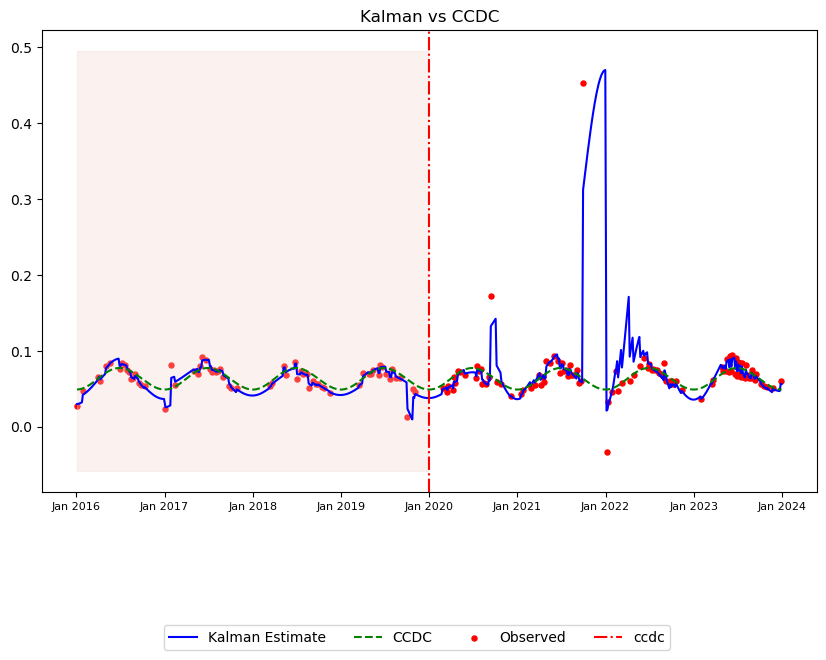 Kalman vs CCDC
0.5
0.4
0.3
0.2
0.1
0.0
Jan 2016 Jan 2017 Jan 2018 Jan 2019 Jan 2020 Jan 2021 Jan 2022 Jan 2023 Jan 2024
Kalman Estimate CCDC Observed ccdc